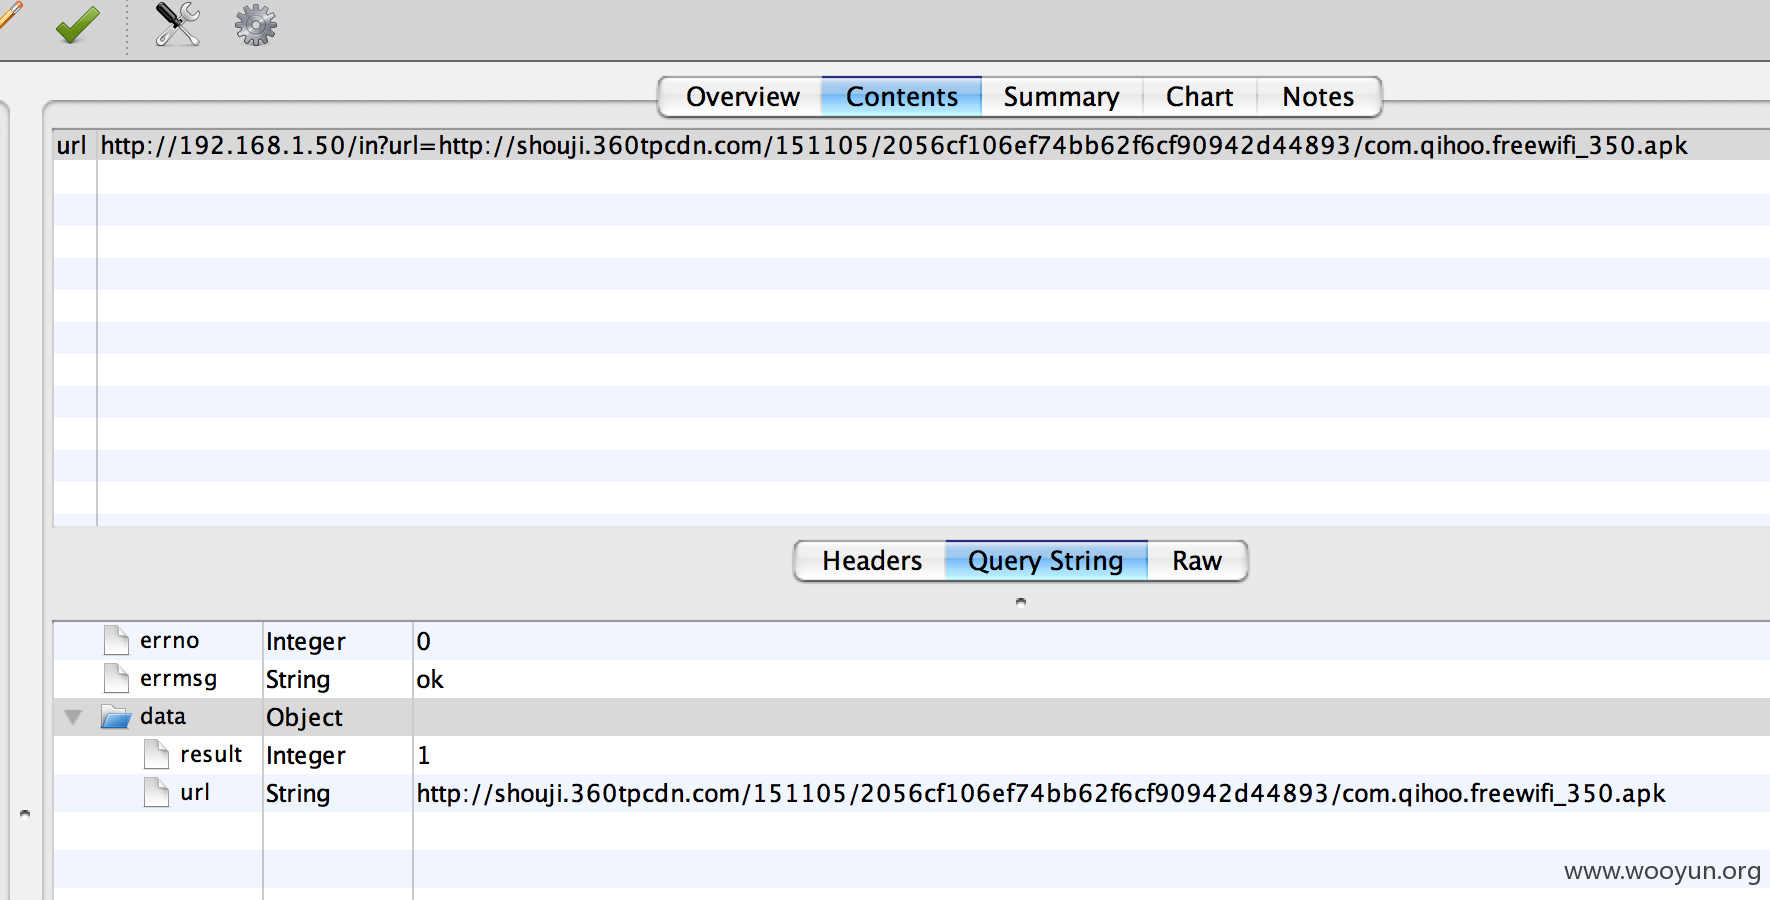 Overview Contents Summary Chart Notes
url http://192.168.1.50/in?url=http://shouji.360tpcdn.com/151105/2056cf106ef74bb62f6cf90942d44893/com.qihoo.freewifi_350.apk
Headers Query String Raw
errno Integer 0
errmsg String ok
data Object
result Integer 1
url String http://shouji.360tpcdn.com/151105/2056cf106ef74bb62f6cf90942d44893/com.qihoo.freewifi_350.apk
www.wooyun.org